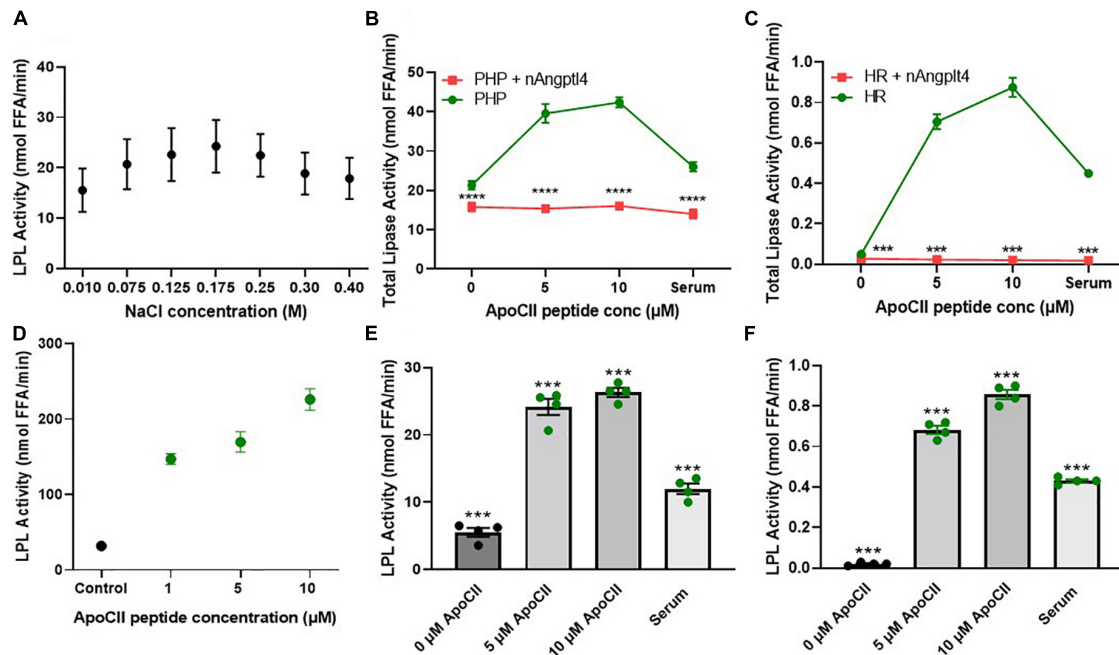 A
LPL Activity (nmol FFA/min)
40
30
20
10
0
0.010 0.075 0.125 0.175 0.25 0.30 0.40
NaCl concentration (M)
B
Total Lipase Activity (nmol FFA/min)
PHP + nAngptl4
PHP
50
40
30
20
10
0
****
****
****
****
0 5 10 Serum
ApoCII peptide conc (µM)
C
Total Lipase Activity (nmol FFA/min)
HR + nAngplt4
HR
1.0
0.8
0.6
0.4
0.2
0.0
***
***
***
***
0 5 10 Serum
ApoCII peptide conc (µM)
D
LPL Activity (nmol FFA/min)
300
200
100
0
Control 1 5 10
ApoCII peptide concentration (µM)
E
LPL Activity (nmol FFA/min)
30
20
10
0
***
***
***
***
0 µM ApoCII
5 µM ApoCII
10 µM ApoCII
Serum
F
LPL Activity (nmol FFA/min)
1.0
0.8
0.6
0.4
0.2
0.0
***
***
***
***
0 µM ApoCII
5 µM ApoCII
10 µM ApoCII
Serum